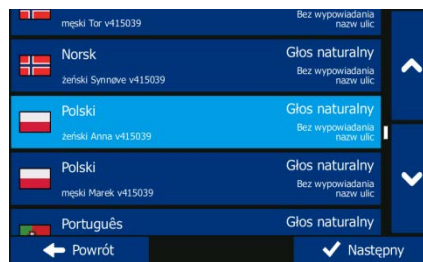 męski Tor v415039
Bez wypowiadania
nazw ulic
Norsk
Głos naturalny
żeński Synnøve v415039
Bez wypowiadania
nazw ulic
Polski
Głos naturalny
żeński Anna v415039
Bez wypowiadania
nazw ulic
Polski
Głos naturalny
męski Marek v415039
Bez wypowiadania
nazw ulic
Português
Głos naturalny
Powrót
Następny